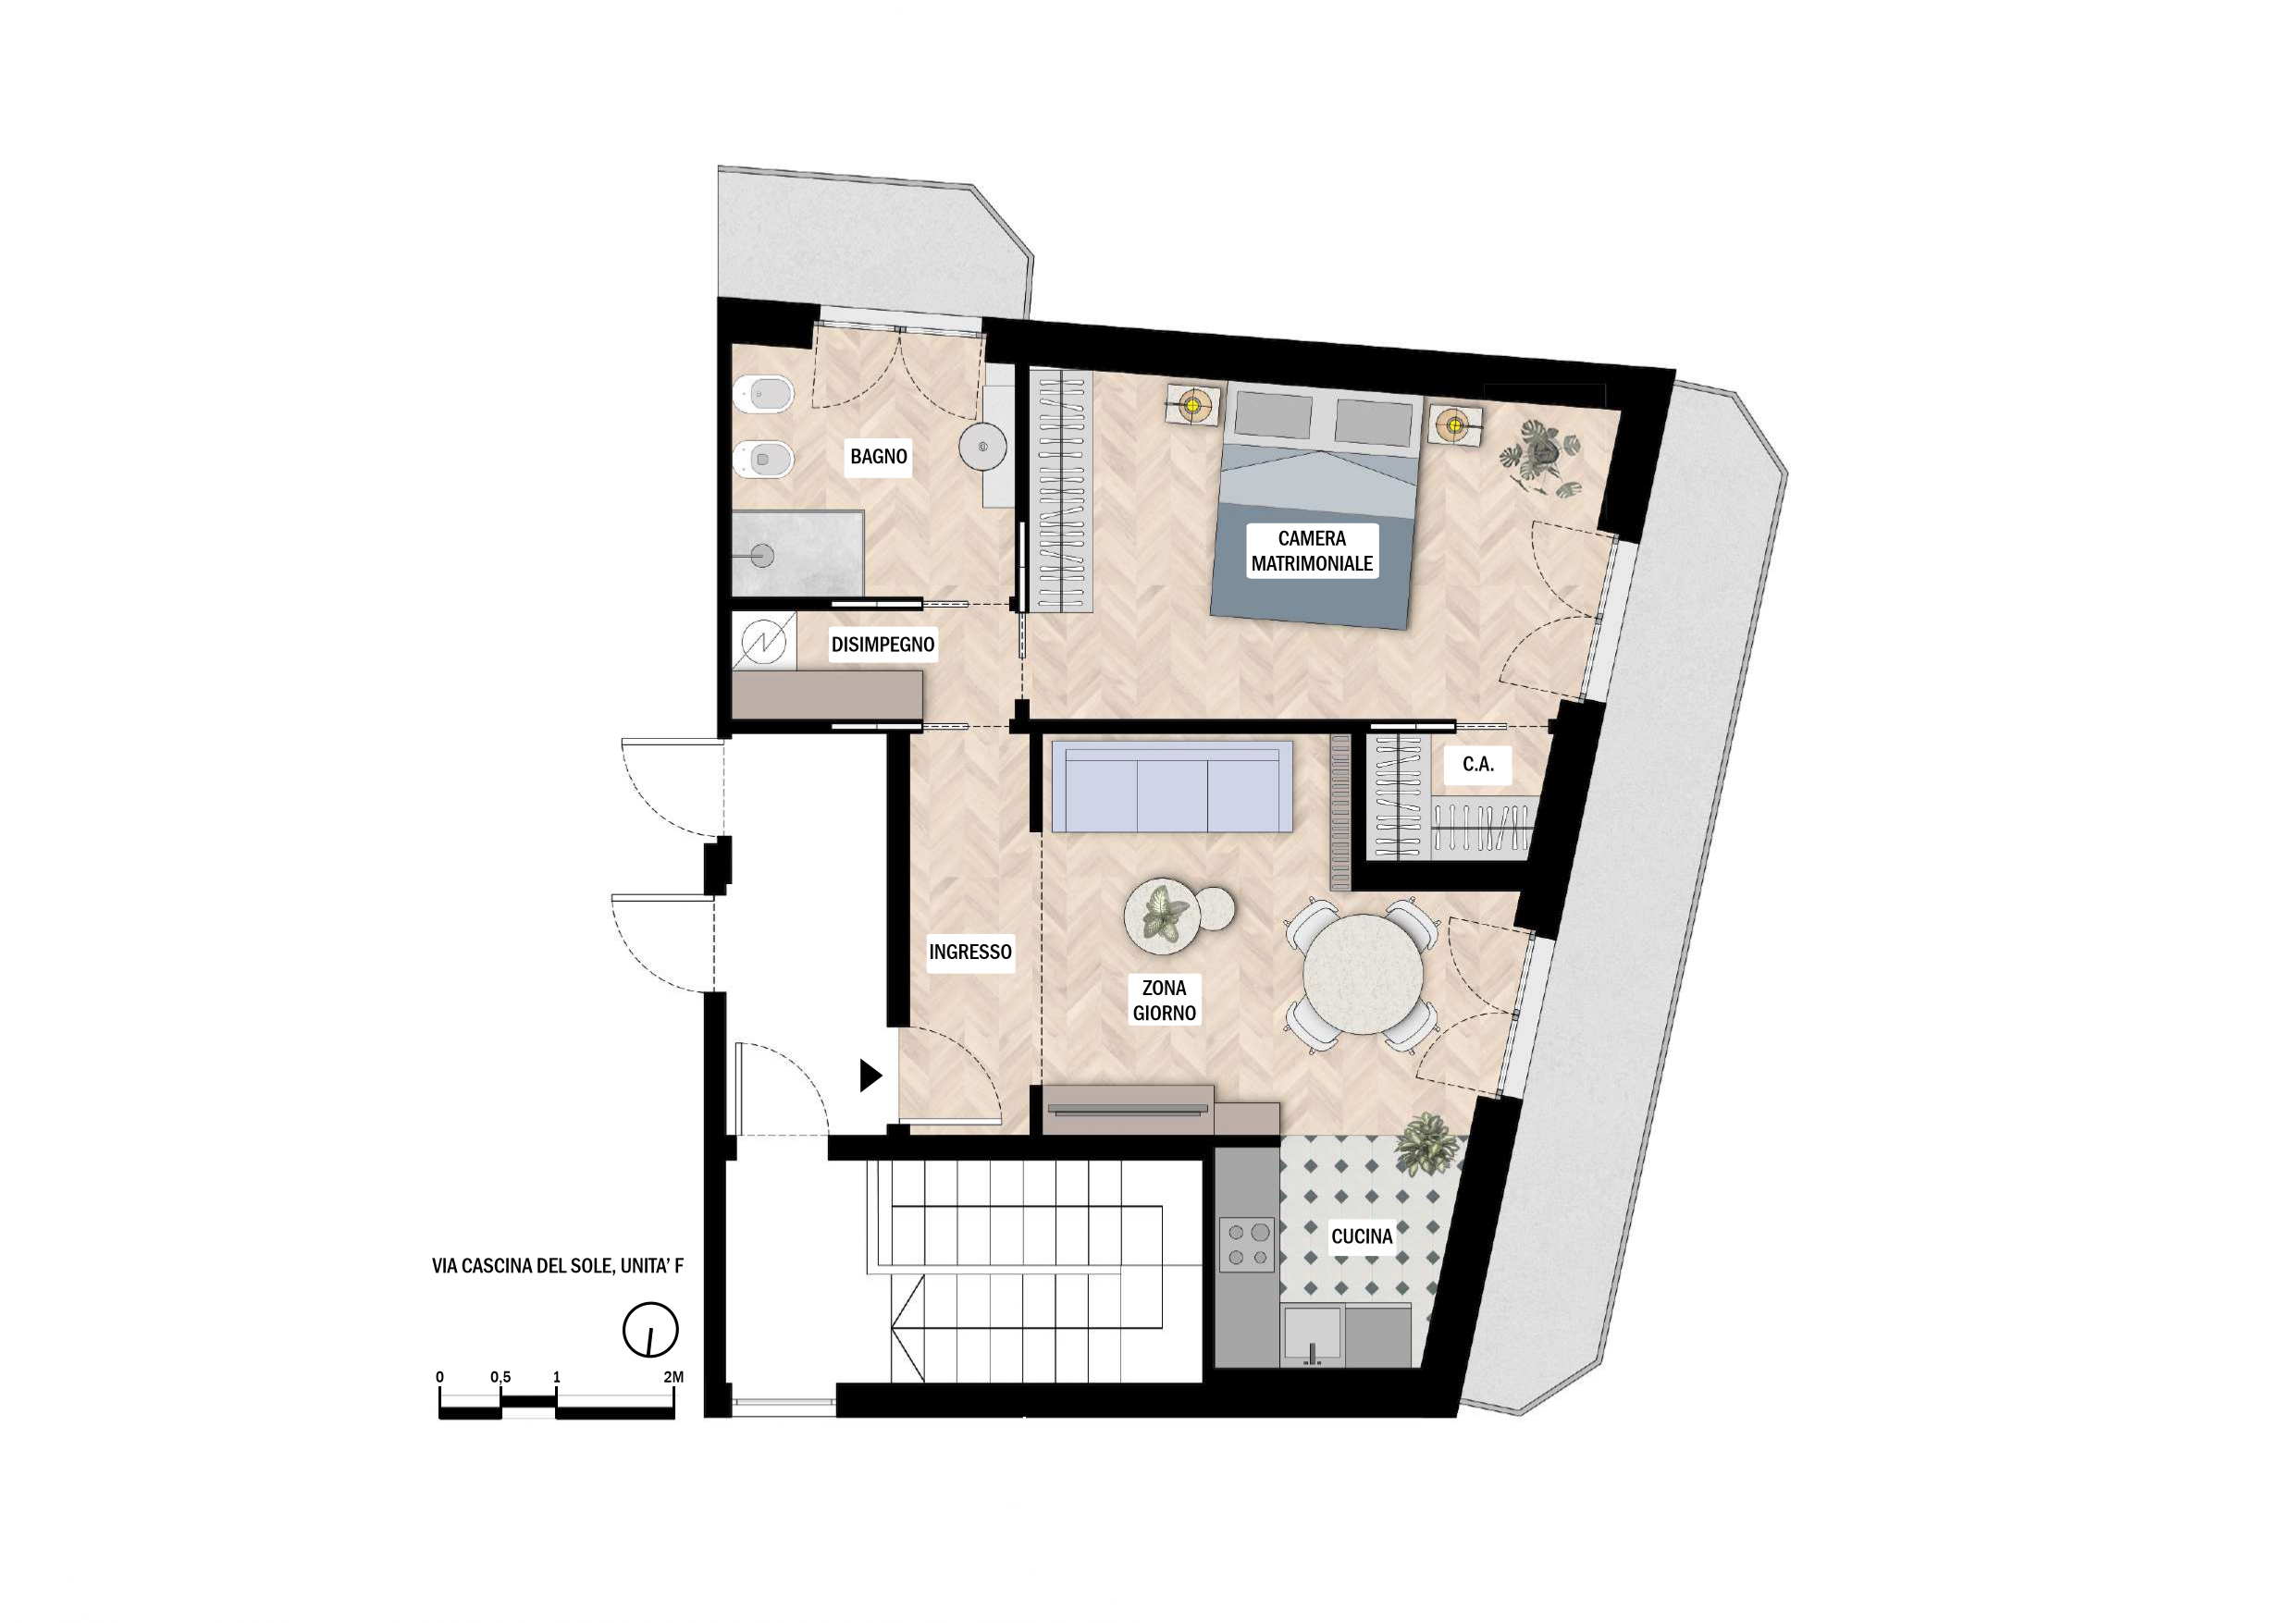 BAGNO
CAMERA
MATRIMONIALE
DISIMPEGNO
C.A.
INGRESSO
ZONA
GIORNO
CUCINA
VIA CASCINA DEL SOLE, UNITA' F
0 0,5 1 2M